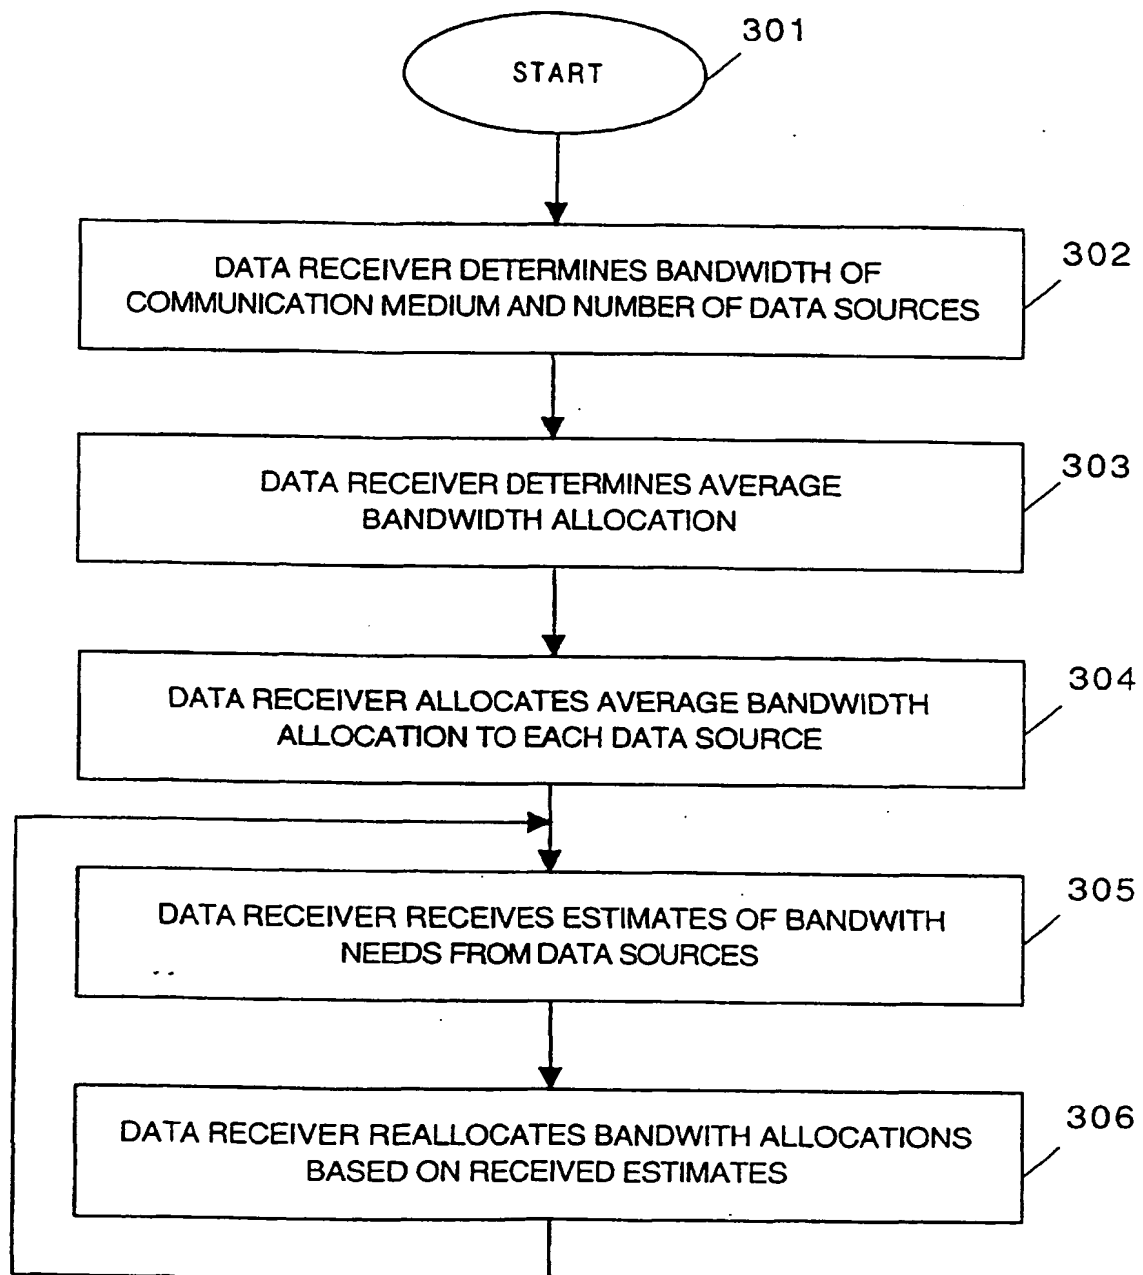 301
START
302
DATA RECEIVER DETERMINES BANDWIDTH OF
COMMUNICATION MEDIUM AND NUMBER OF DATA SOURCES
303
DATA RECEIVER DETERMINES AVERAGE
BANDWIDTH ALLOCATION
304
DATA RECEIVER ALLOCATES AVERAGE BANDWIDTH
ALLOCATION TO EACH DATA SOURCE
305
DATA RECEIVER RECEIVES ESTIMATES OF BANDWITH
NEEDS FROM DATA SOURCES
306
DATA RECEIVER REALLOCATES BANDWITH ALLOCATIONS
BASED ON RECEIVED ESTIMATES